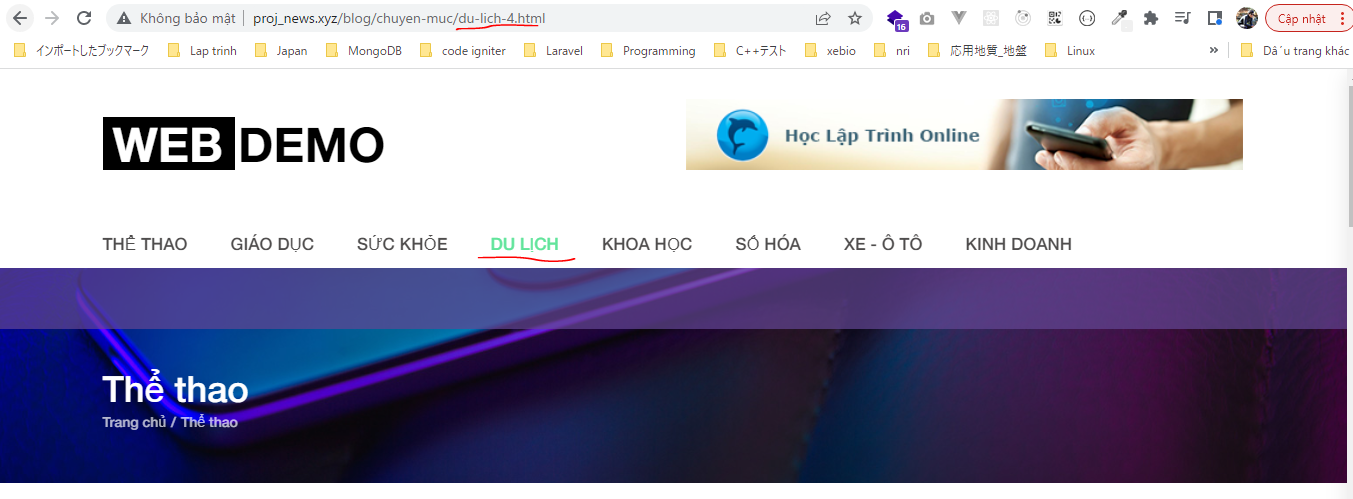 Không bảo mật | proj_news.xyz/blog/chuyen-muc/du-lich-4.html
16
Cập nhật
インポートしたブックマーク Lap trinh Japan MongoDB code igniter Laravel Programming C++テスト xebio nri 応用地質_地盤 Linux » Dấu trang khác
WEB DEMO
Học Lập Trình Online
THỂ THAO GIÁO DỤC SỨC KHỎE DU LỊCH KHOA HỌC SỐ HÓA XE - Ô TÔ KINH DOANH
Thể thao
Trang chủ / Thể thao